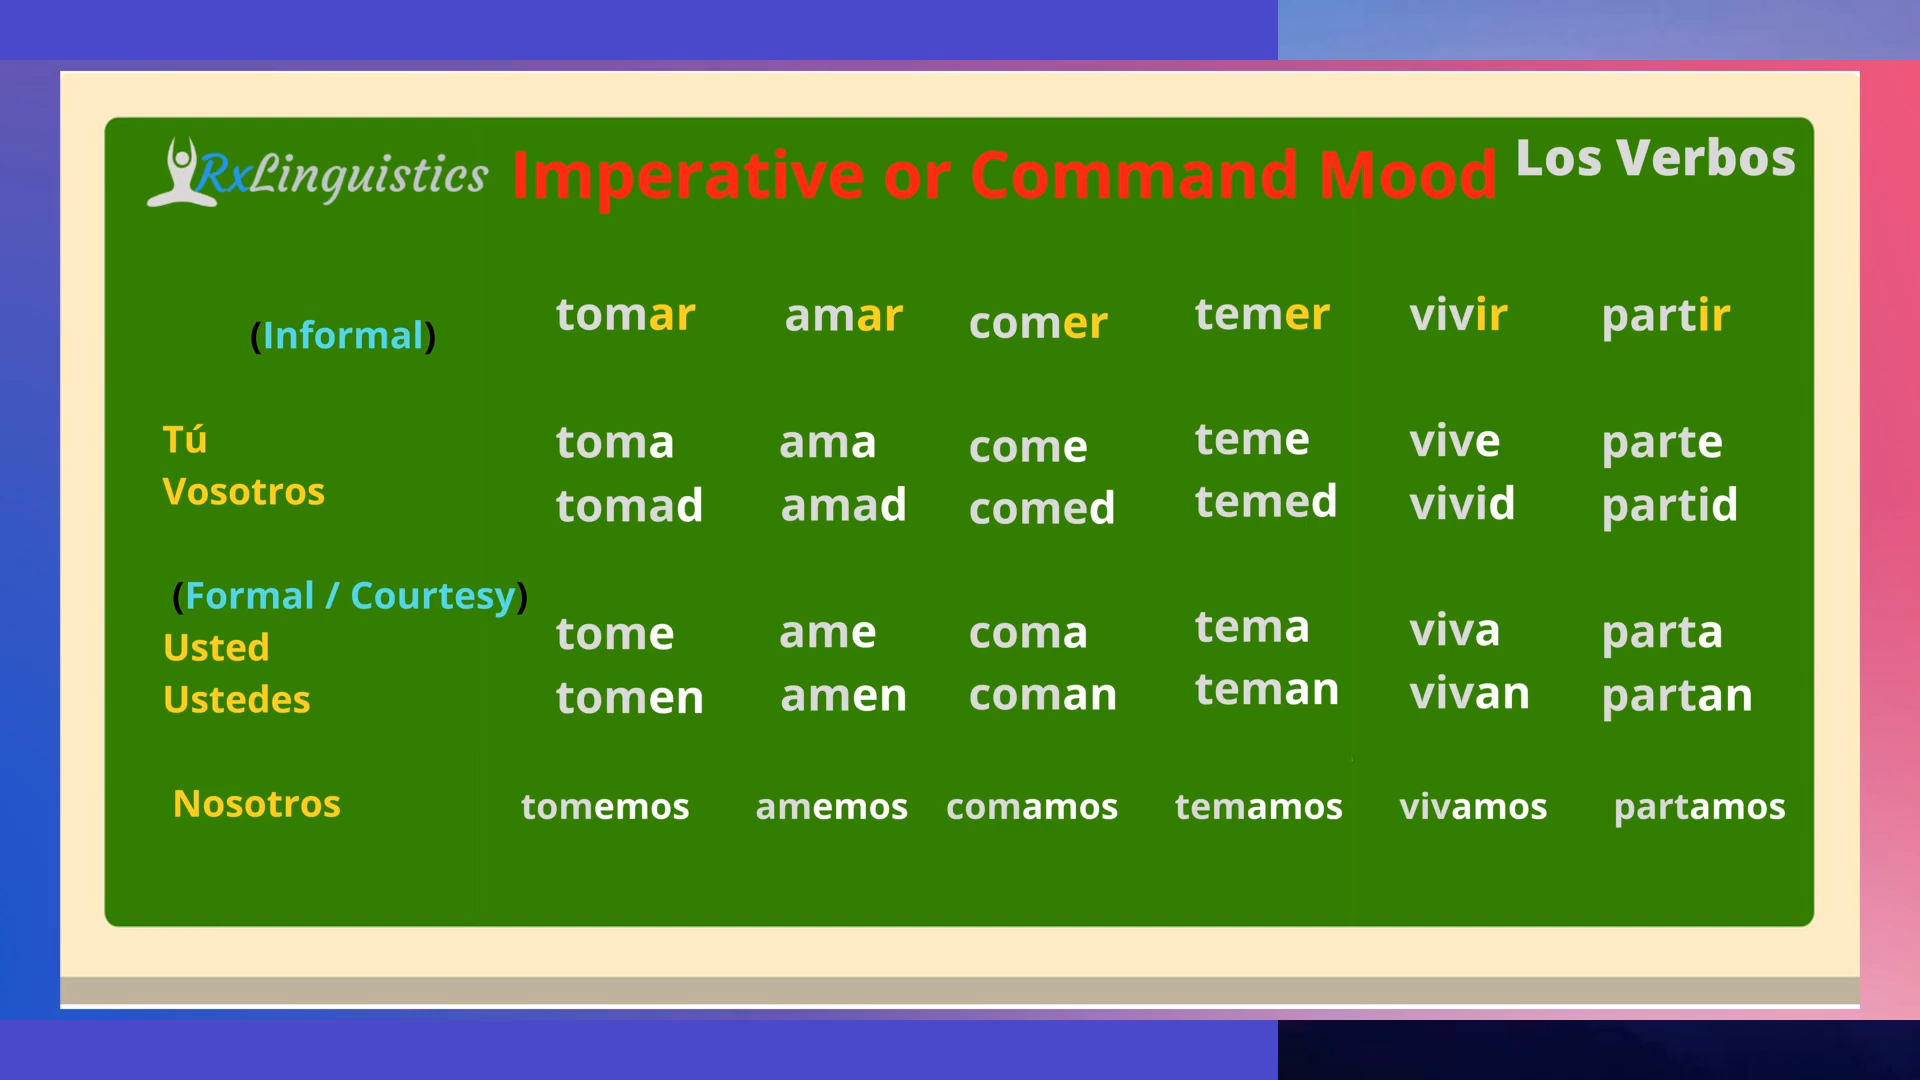 RxLinguistics Imperative or Command Mood Los Verbos
(Informal) tomar amar comer temer vivir partir
Tú toma ama come teme vive parte
Vosotros tomad amad comed temed vivid partid
(Formal / Courtesy)
Usted tome ame coma tema viva parta
Ustedes tomen amen coman teman vivan partan
Nosotros tomemos amemos comamos temamos vivamos partamos